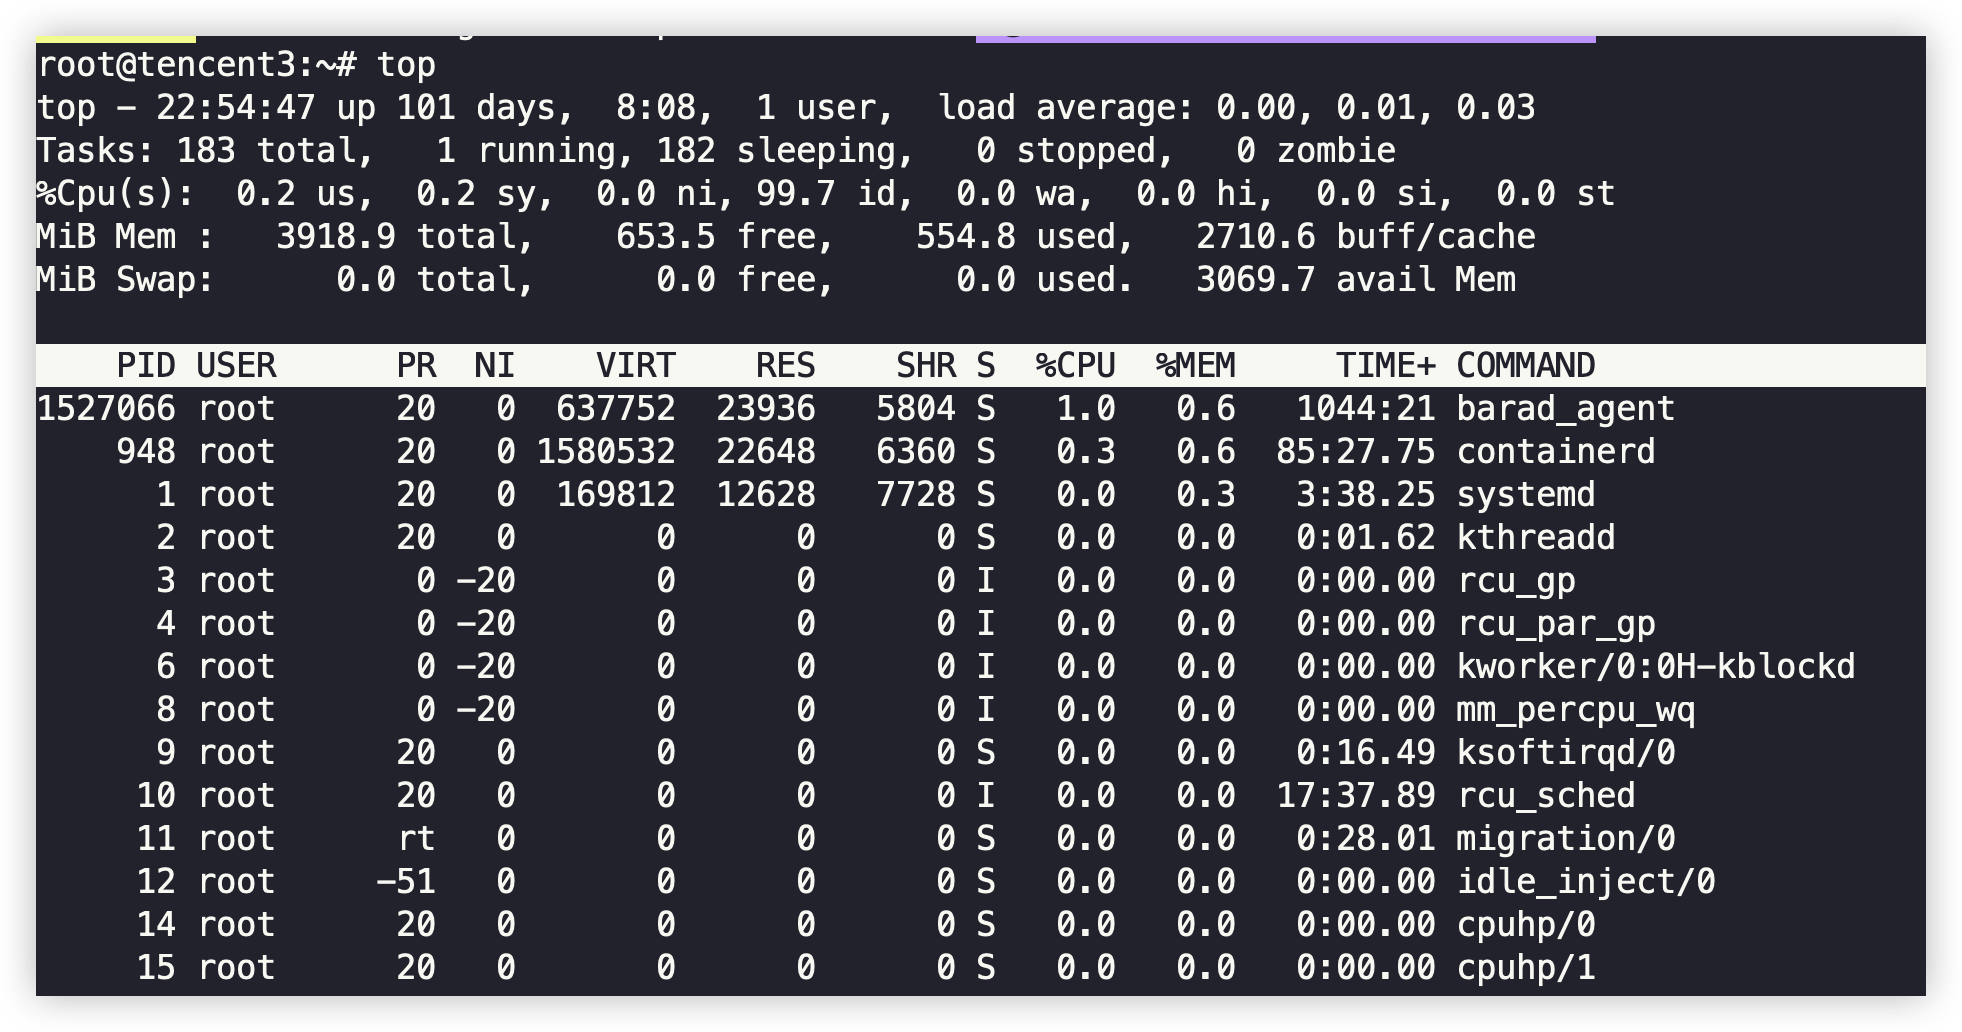 root@tencent3:~# top
top - 22:54:47 up 101 days,  8:08,  1 user,  load average: 0.00, 0.01, 0.03
Tasks: 183 total,   1 running, 182 sleeping,   0 stopped,   0 zombie
%Cpu(s):  0.2 us,  0.2 sy,  0.0 ni, 99.7 id,  0.0 wa,  0.0 hi,  0.0 si,  0.0 st
MiB Mem :   3918.9 total,    653.5 free,    554.8 used,   2710.6 buff/cache
MiB Swap:      0.0 total,      0.0 free,      0.0 used.   3069.7 avail Mem
    PID USER      PR  NI    VIRT    RES    SHR S  %CPU  %MEM     TIME+ COMMAND
1527066 root      20   0  637752  23936   5804 S   1.0   0.6   1044:21 barad_agent
    948 root      20   0 1580532  22648   6360 S   0.3   0.6  85:27.75 containerd
      1 root      20   0  169812  12628   7728 S   0.0   0.3   3:38.25 systemd
      2 root      20   0       0      0      0 S   0.0   0.0   0:01.62 kthreadd
      3 root       0 -20       0      0      0 I   0.0   0.0   0:00.00 rcu_gp
      4 root       0 -20       0      0      0 I   0.0   0.0   0:00.00 rcu_par_gp
      6 root       0 -20       0      0      0 I   0.0   0.0   0:00.00 kworker/0:0H-kblockd
      8 root       0 -20       0      0      0 I   0.0   0.0   0:00.00 mm_percpu_wq
      9 root      20   0       0      0      0 S   0.0   0.0   0:16.49 ksoftirqd/0
     10 root      20   0       0      0      0 I   0.0   0.0  17:37.89 rcu_sched
     11 root      rt   0       0      0      0 S   0.0   0.0   0:28.01 migration/0
     12 root     -51   0       0      0      0 S   0.0   0.0   0:00.00 idle_inject/0
     14 root      20   0       0      0      0 S   0.0   0.0   0:00.00 cpuhp/0
     15 root      20   0       0      0      0 S   0.0   0.0   0:00.00 cpuhp/1